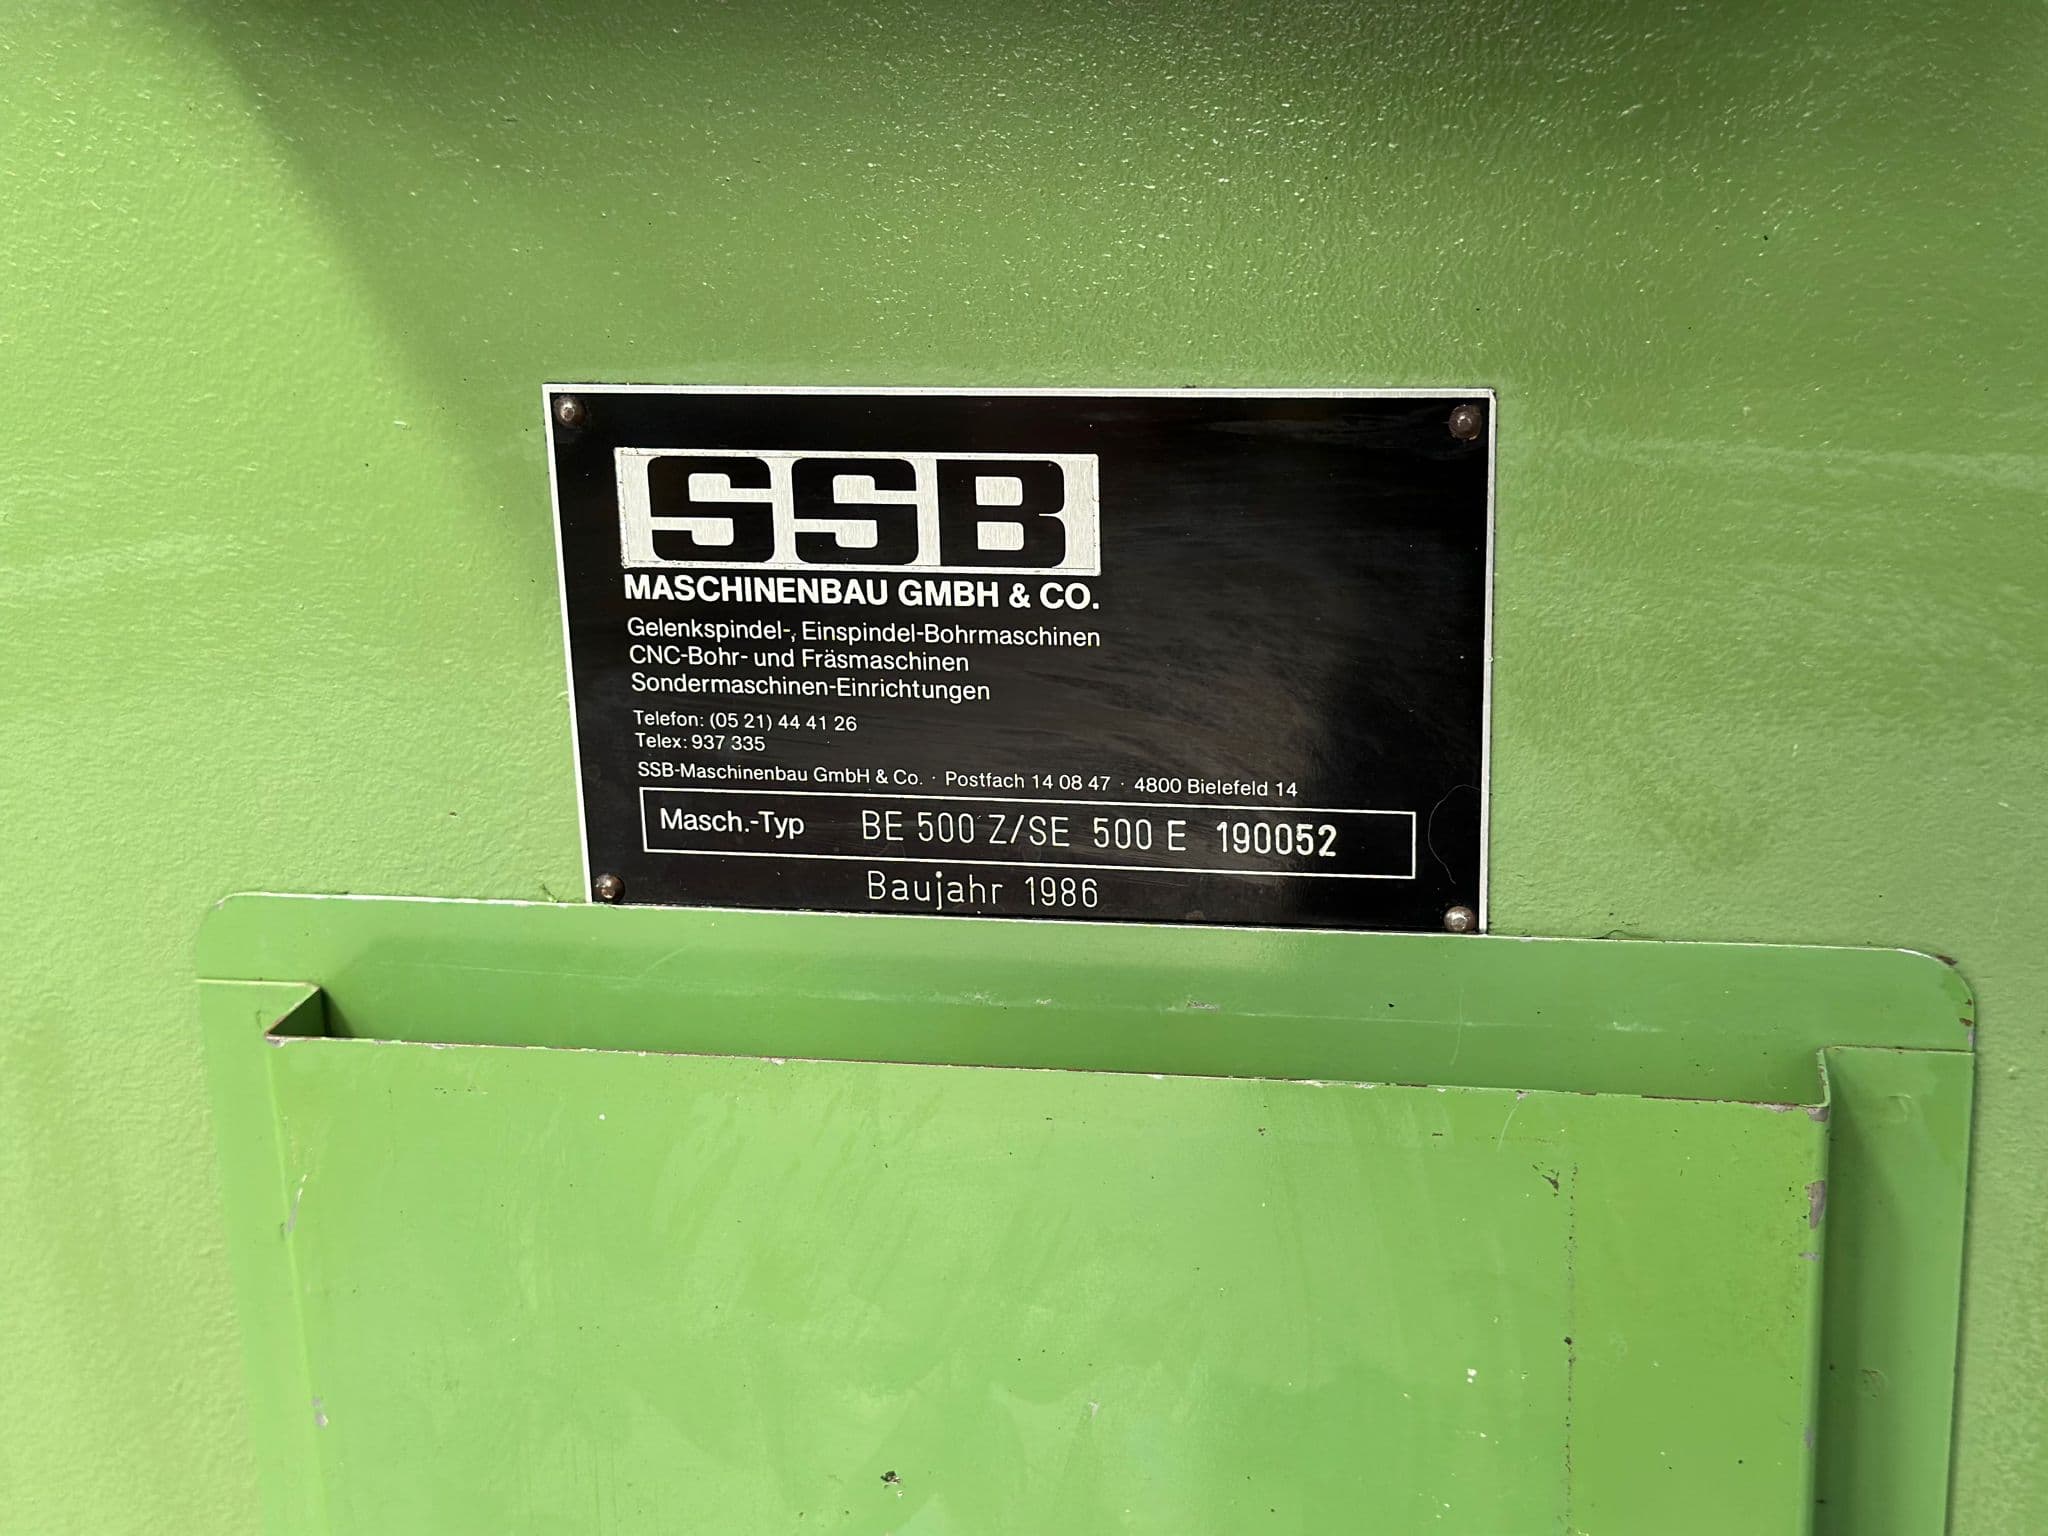 SSB
MASCHINENBAU GMBH & CO.
Gelenkspindel-, Einspindel-Bohrmaschinen
CNC-Bohr- und Fräsmaschinen
Sondermaschinen-Einrichtungen
Telefon: (05 21) 44 41 26
Telex: 937 335
SSB-Maschinenbau GmbH & Co. · Postfach 14 08 47 · 4800 Bielefeld 14
Masch.-Typ BE 500 Z/SE 500 E 190052
Baujahr 1986